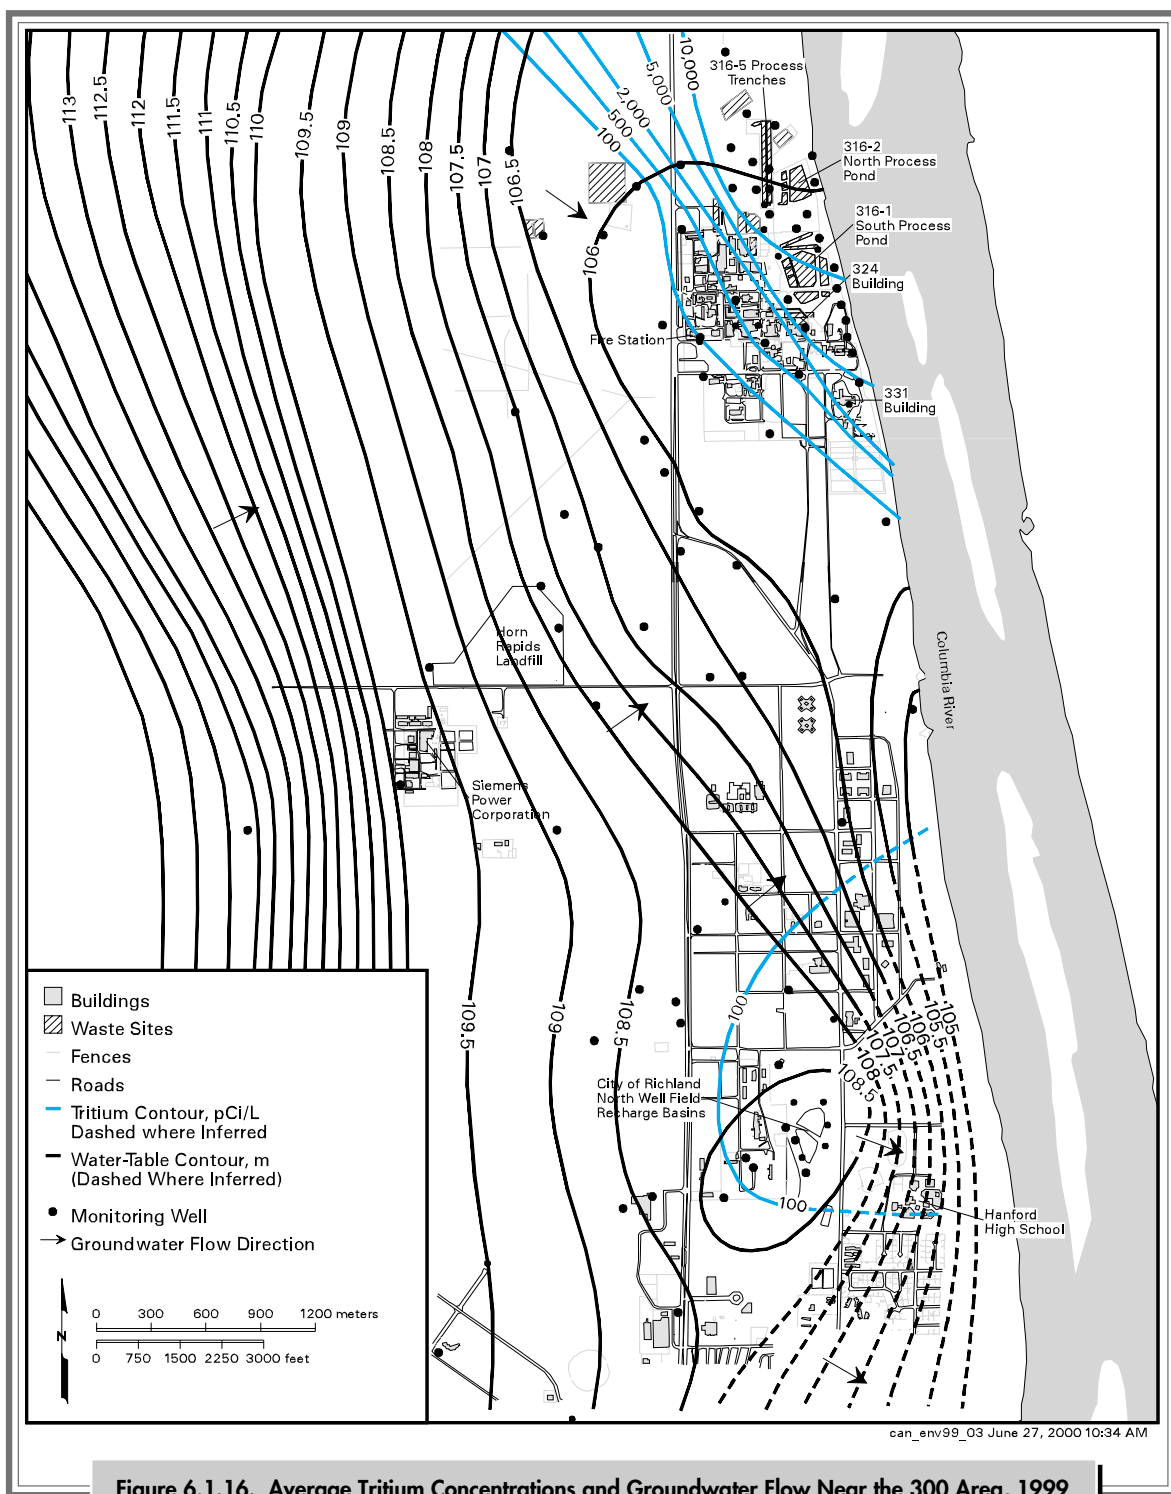 113
112.5
112
111.5
111
110.5
110
109.5
109
108.5
108
107.5
107
106.5
106
100
500
2,000
5,000
10,000
316-5 Process
Trenches
316-2
North Process
Pond
316-1
South Process
Pond
324
Building
Fire Station
331
Building
Columbia River
Horn
Rapids
Landfill
Siemens
Power
Corporation
109.5
109
108.5
100
108.5
108
107.5
107
106.5
106
105.5
105
City of Richland
North Well Field
Recharge Basins
100
Hanford
High School
Buildings
Waste Sites
Fences
Roads
Tritium Contour, pCi/L
Dashed where Inferred
Water-Table Contour, m
(Dashed Where Inferred)
Monitoring Well
Groundwater Flow Direction
N
0 300 600 900 1200 meters
0 750 1500 2250 3000 feet
can_env99_03 June 27, 2000 10:34 AM
Figure 6.1.16. Average Tritium Concentrations and Groundwater Flow Near the 300 Area, 1999